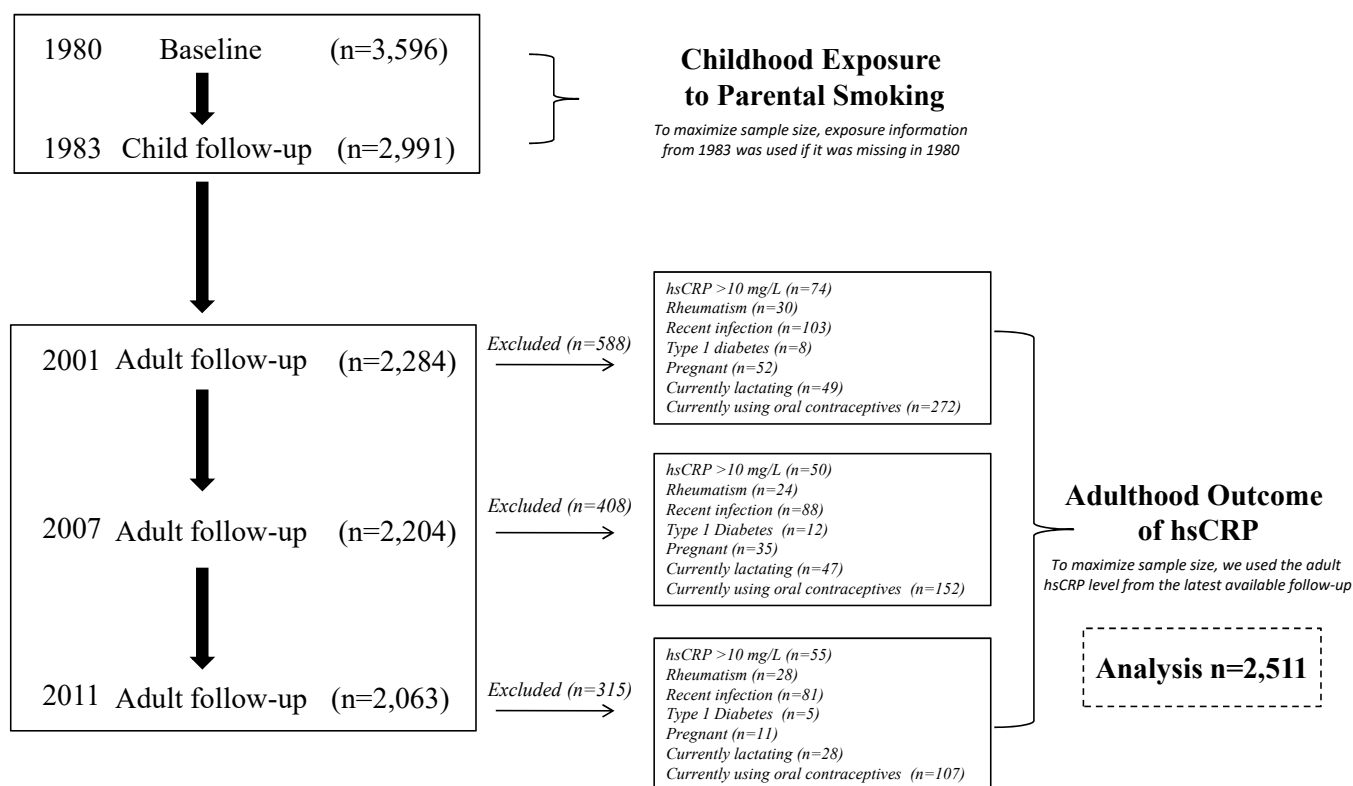 1980 Baseline (n=3,596)
1983 Child follow-up (n=2,991)
Childhood Exposure
to Parental Smoking
To maximize sample size, exposure information
from 1983 was used if it was missing in 1980
2001 Adult follow-up (n=2,284)
Excluded (n=588)
hsCRP >10 mg/L (n=74)
Rheumatism (n=30)
Recent infection (n=103)
Type 1 diabetes (n=8)
Pregnant (n=52)
Currently lactating (n=49)
Currently using oral contraceptives (n=272)
2007 Adult follow-up (n=2,204)
Excluded (n=408)
hsCRP >10 mg/L (n=50)
Rheumatism (n=24)
Recent infection (n=88)
Type 1 Diabetes (n=12)
Pregnant (n=35)
Currently lactating (n=47)
Currently using oral contraceptives (n=152)
2011 Adult follow-up (n=2,063)
Excluded (n=315)
hsCRP >10 mg/L (n=55)
Rheumatism (n=28)
Recent infection (n=81)
Type 1 Diabetes (n=5)
Pregnant (n=11)
Currently lactating (n=28)
Currently using oral contraceptives (n=107)
Adulthood Outcome
of hsCRP
To maximize sample size, we used the adult
hsCRP level from the latest available follow-up
Analysis n=2,511